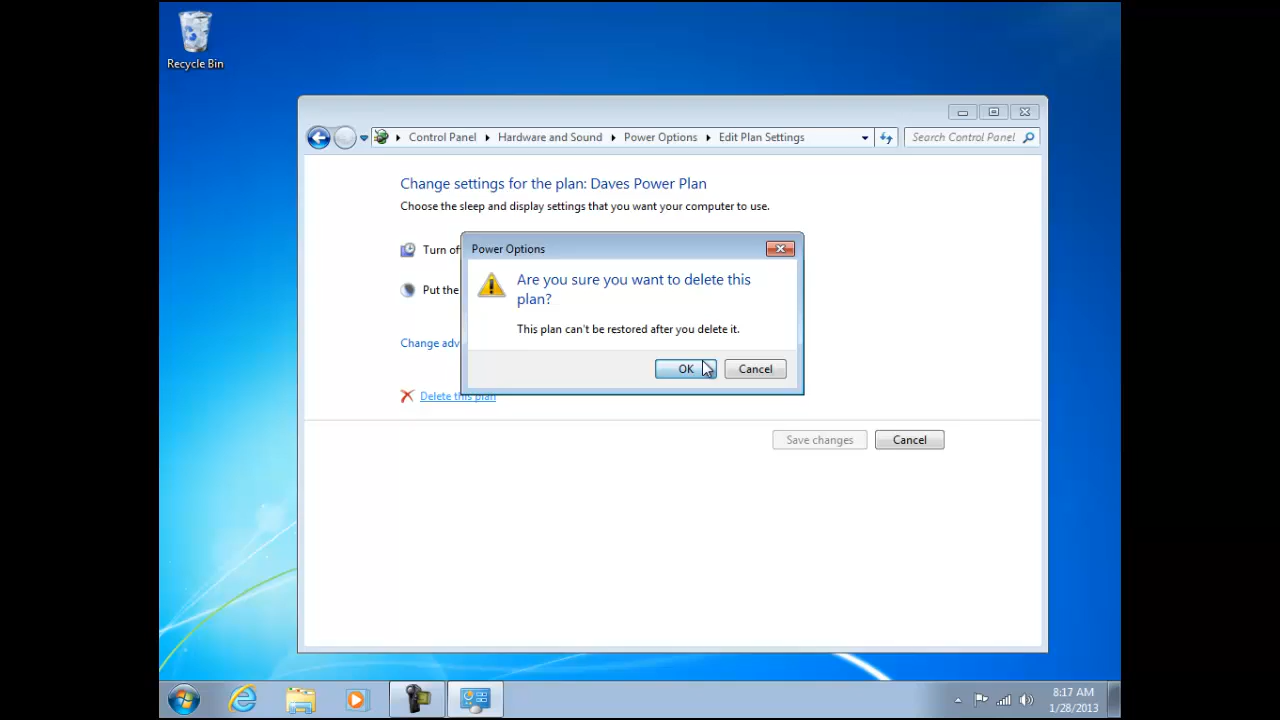 Recycle Bin
Control Panel
Hardware and Sound
Power Options
Edit Plan Settings
Search Control Panel
Change settings for the plan: Daves Power Plan
Choose the sleep and display settings that you want your computer to use.
Turn of
Put the
Change adv
Delete this plan
Power Options
Are you sure you want to delete this
plan?
This plan can't be restored after you delete it.
OK
Cancel
Save changes
Cancel
8:17 AM
1/28/2013